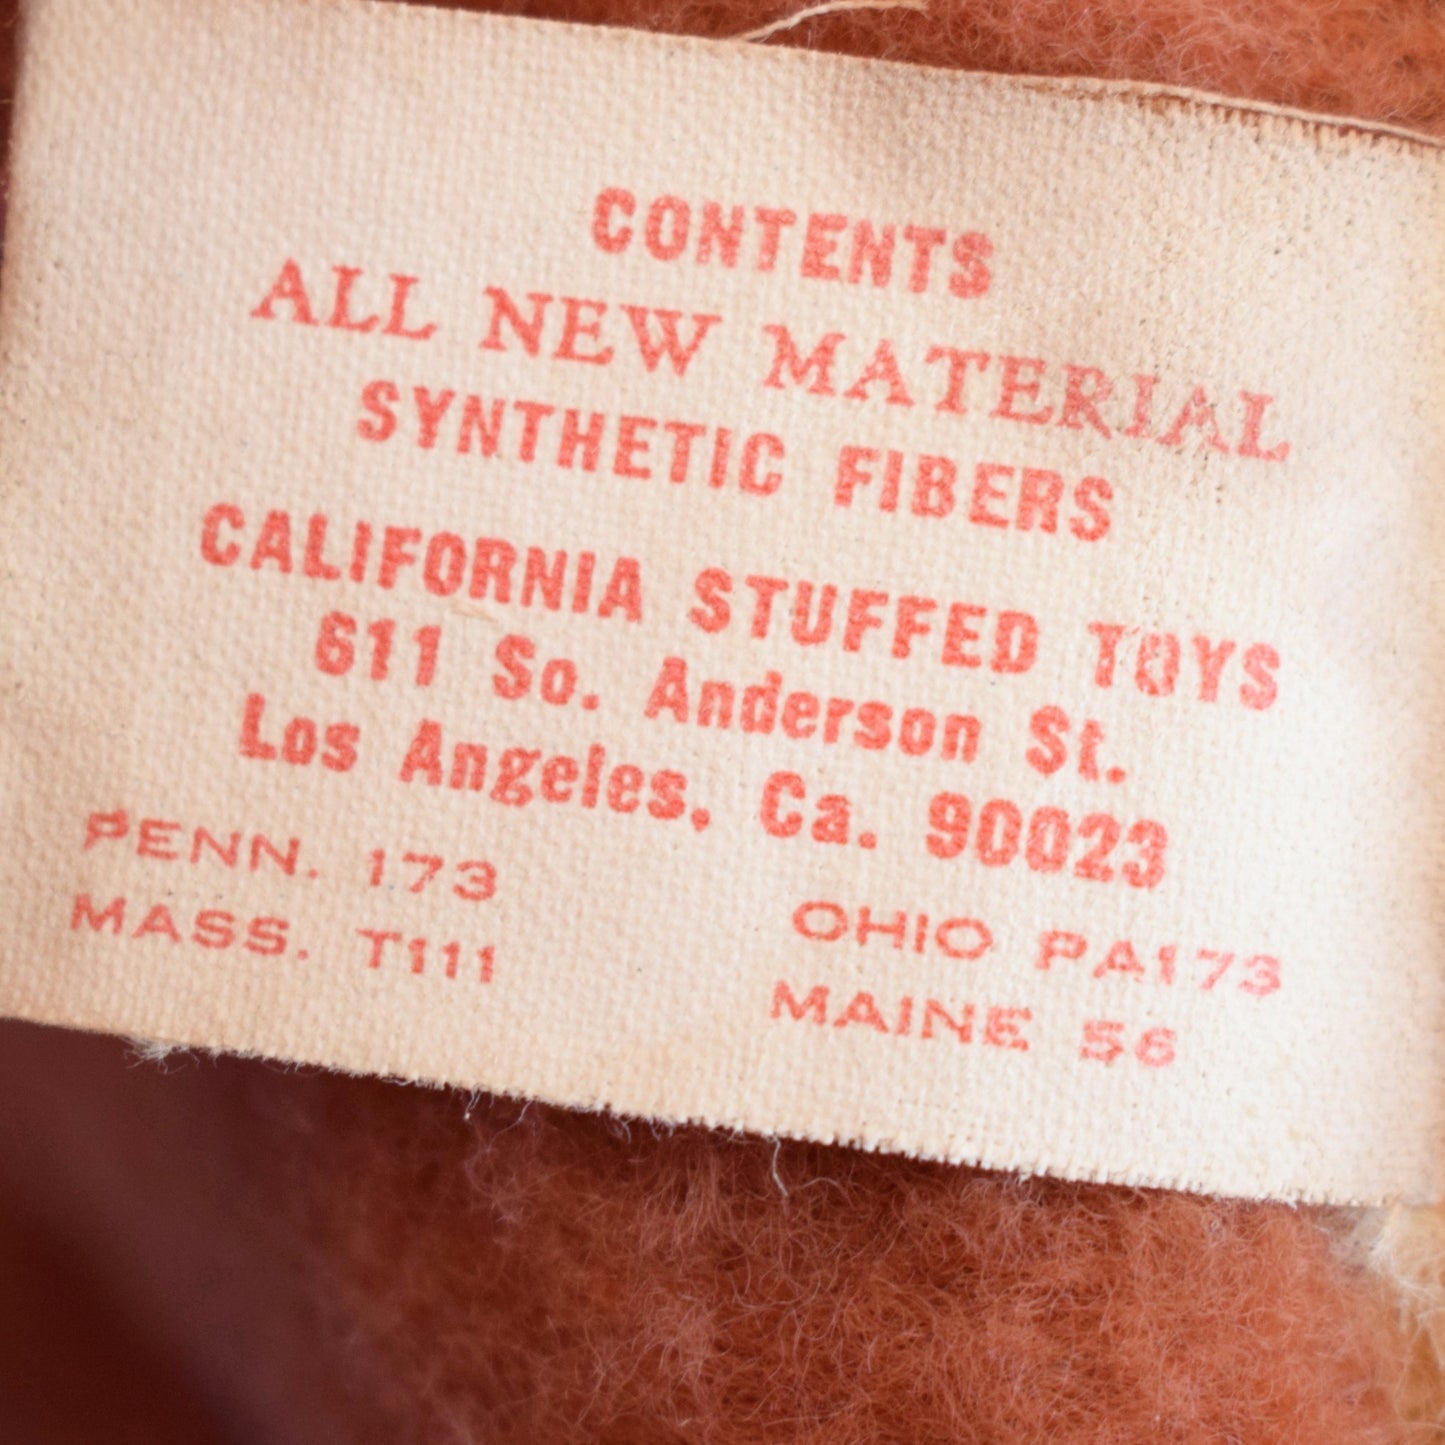 CONTENTS
ALL NEW MATERIAL
SYNTHETIC FIBERS
CALIFORNIA STUFFED TOYS
611 So. Anderson St.
Los Angeles, Ca. 90023
PENN. 173
MASS. T111
OHIO PA173
MAINE 56